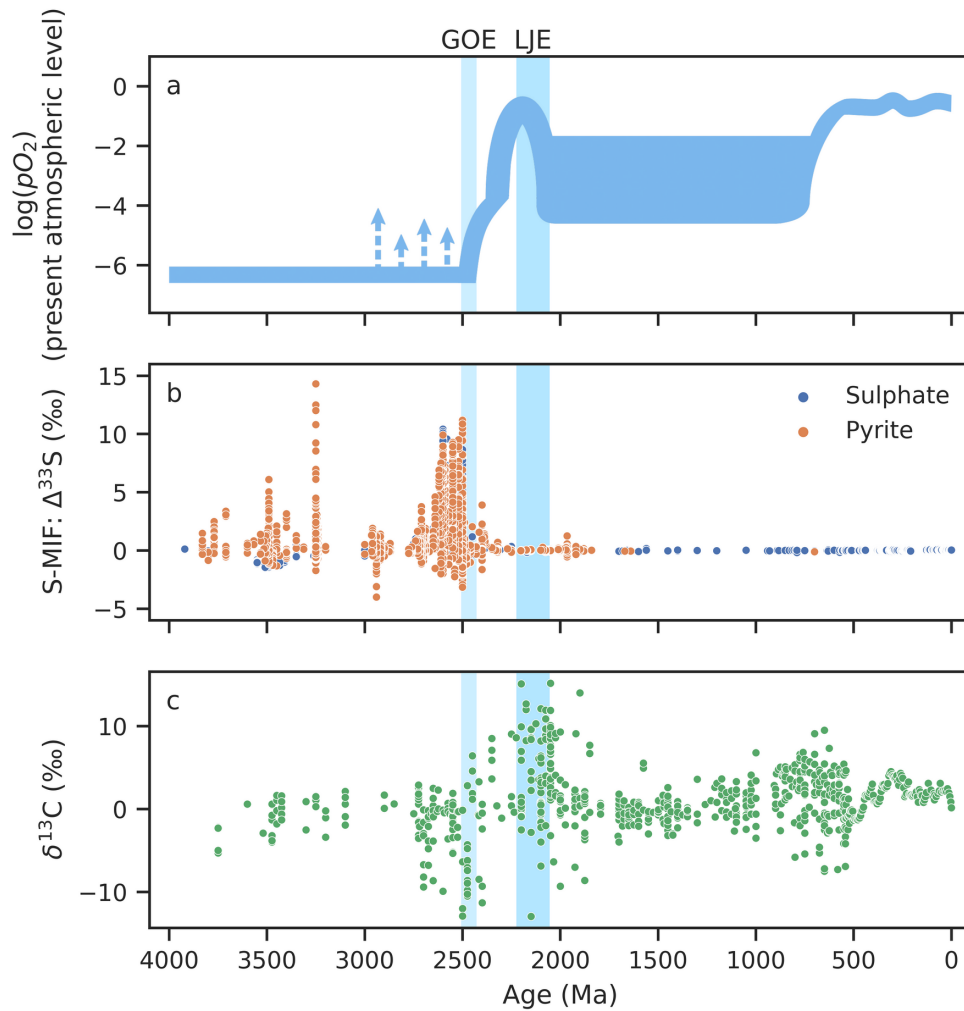 GOE LJE
a
log(pO₂)
(present atmospheric level)
0
−2
−4
−6
b
S-MIF: Δ³³S (‰)
15
10
5
0
−5
Sulphate
Pyrite
c
δ¹³C (‰)
10
0
−10
4000 3500 3000 2500 2000 1500 1000 500 0
Age (Ma)